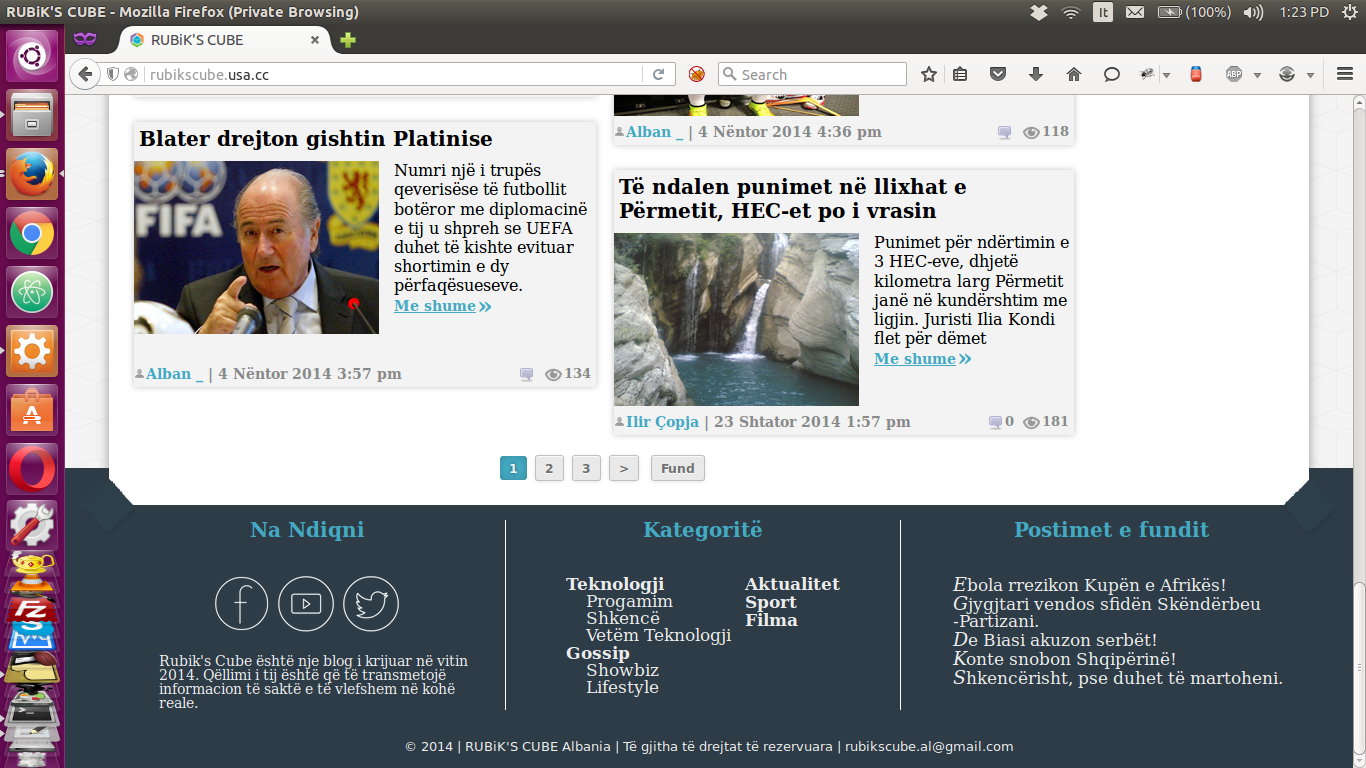 RUBiK'S CUBE - Mozilla Firefox (Private Browsing)
It
(100%)
1:23 PD
RUBiK'S CUBE
rubikscube.usa.cc
Search
ABP
Blater drejton gishtin Platinise
FIFA
Numri një i trupës
qeverisëse të futbollit
botëror me diplomacinë
e tij u shpreh se UEFA
duhet të kishte evituar
shortimin e dy
përfaqësueseve.
Me shume »
Alban _ | 4 Nëntor 2014 3:57 pm
134
Alban _ | 4 Nëntor 2014 4:36 pm
118
Të ndalen punimet në llixhat e
Përmetit, HEC-et po i vrasin
Punimet për ndërtimin e
3 HEC-eve, dhjetë
kilometra larg Përmetit
janë në kundërshtim me
ligjin. Juristi Ilia Kondi
flet për dëmet
Me shume »
Ilir Çopja | 23 Shtator 2014 1:57 pm
0
181
1 2 3 > Fund
Na Ndiqni
Rubik's Cube është nje blog i krijuar në vitin
2014. Qëllimi i tij është që të transmetojë
informacion të saktë e të vlefshem në kohë
reale.
Kategoritë
Teknologji
Progamim
Shkencë
Vetëm Teknologji
Gossip
Showbiz
Lifestyle
Aktualitet
Sport
Filma
Postimet e fundit
Ebola rrezikon Kupën e Afrikës!
Gjygjtari vendos sfidën Skëndërbeu
-Partizani.
De Biasi akuzon serbët!
Konte snobon Shqipërinë!
Shkencërisht, pse duhet të martoheni.
© 2014 | RUBiK'S CUBE Albania | Të gjitha të drejtat të rezervuara | rubikscube.al@gmail.com